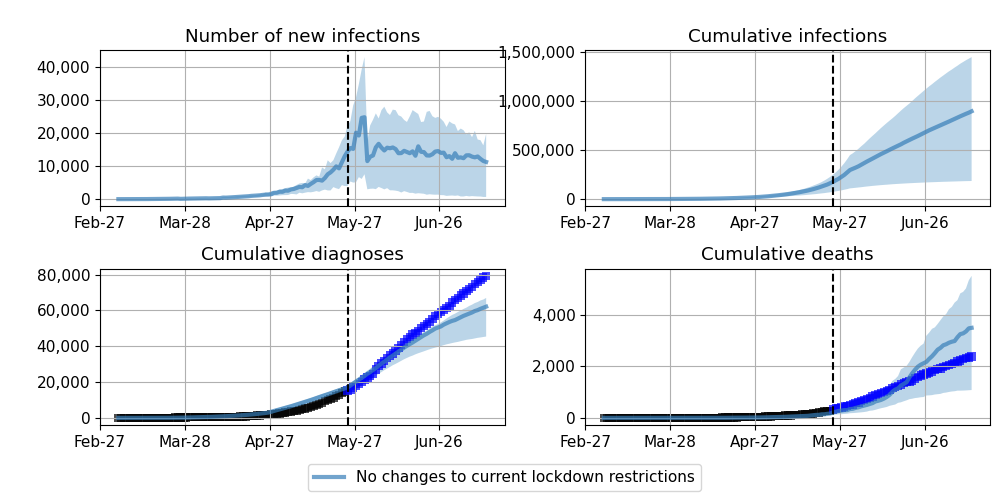 Number of new infections
40,000
30,000
20,000
10,000
0
Feb-27 Mar-28 Apr-27 May-27 Jun-26
Cumulative infections
1,500,000
1,000,000
500,000
0
Feb-27 Mar-28 Apr-27 May-27 Jun-26
Cumulative diagnoses
80,000
60,000
40,000
20,000
0
Feb-27 Mar-28 Apr-27 May-27 Jun-26
Cumulative deaths
4,000
2,000
0
Feb-27 Mar-28 Apr-27 May-27 Jun-26
No changes to current lockdown restrictions